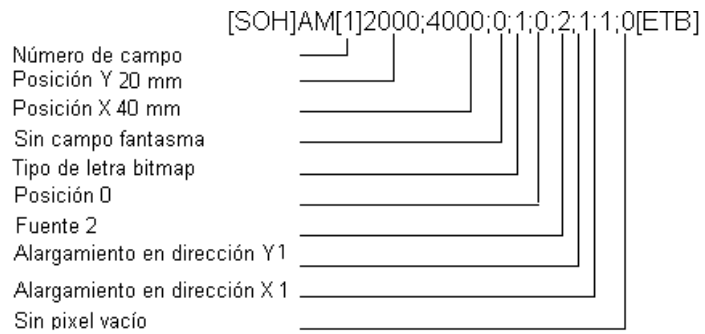 [SOH]AM[1]2000;4000;0;1;0;2;1;1;0[ETB]
Número de campo
Posición Y 20 mm
Posición X 40 mm
Sin campo fantasma
Tipo de letra bitmap
Posición 0
Fuente 2
Alargamiento en dirección Y1
Alargamiento en dirección X 1
Sin pixel vacío